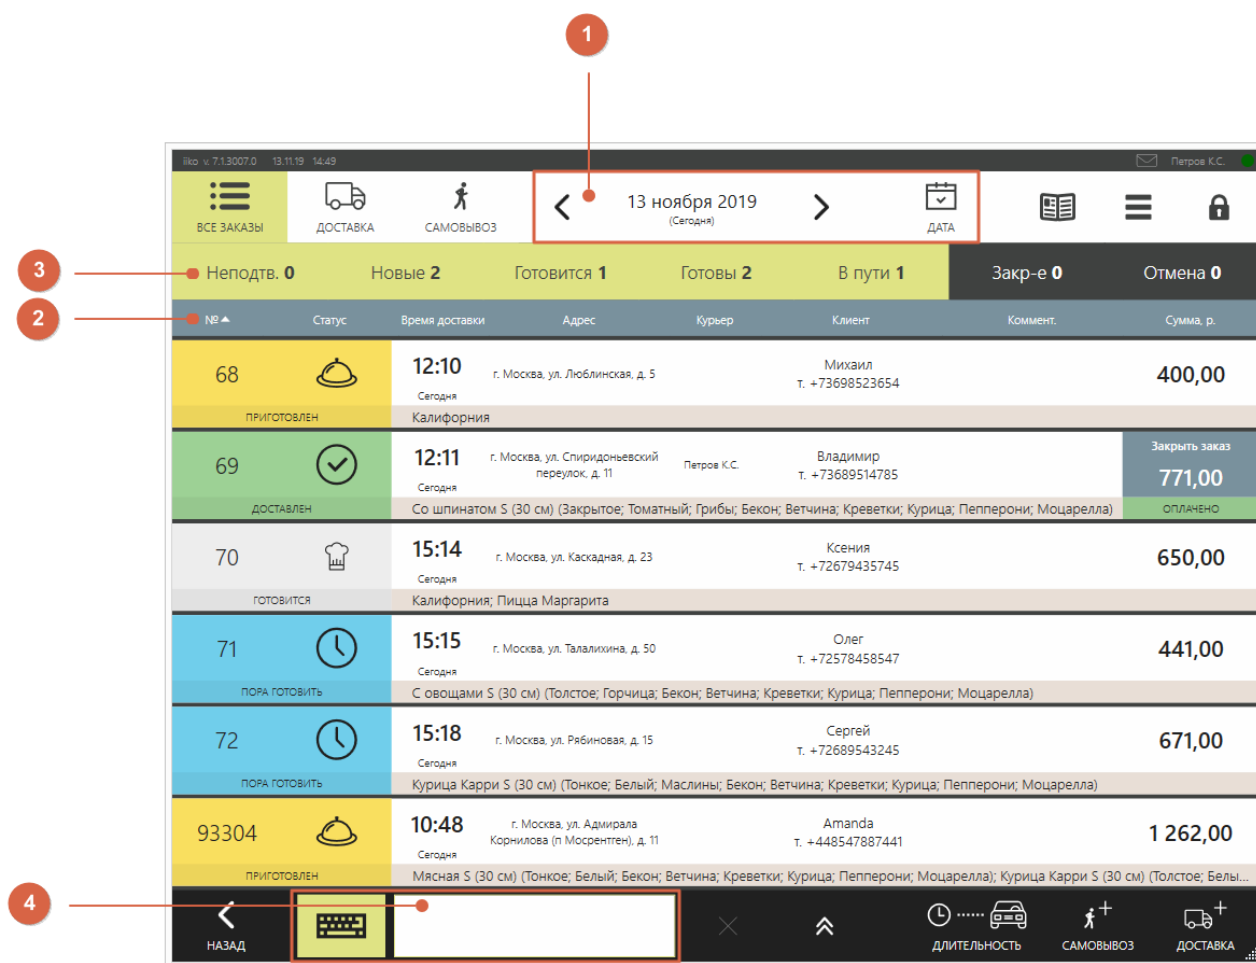 1
iiko v. 7.1.3007.0 13.11.19 14:49 Петров К.С.
ВСЕ ЗАКАЗЫ ДОСТАВКА САМОВЫВОЗ 13 ноября 2019 ДАТА
(Сегодня)
3 Неподтв. 0 Новые 2 Готовится 1 Готовы 2 В пути 1 Закр-е 0 Отмена 0
2 № Статус Время доставки Адрес Курьер Клиент Коммент. Сумма, р.
68 12:10 г. Москва, ул. Люблинская, д. 5 Михаил 400,00
Сегодня т. +73698523654
ПРИГОТОВЛЕН Калифорния
69 12:11 г. Москва, ул. Спиридоньевский Петров К.С. Владимир Закрыть заказ
Сегодня переулок, д. 11 т. +73689514785 771,00
ДОСТАВЛЕН Со шпинатом S (30 см) (Закрытое; Томатный; Грибы; Бекон; Ветчина; Креветки; Курица; Пепперони; Моцарелла) ОПЛАЧЕНО
70 15:14 г. Москва, ул. Каскадная, д. 23 Ксения 650,00
Сегодня т. +72679435745
ГОТОВИТСЯ Калифорния; Пицца Маргарита
71 15:15 г. Москва, ул. Талалихина, д. 50 Олег 441,00
Сегодня т. +72578458547
ПОРА ГОТОВИТЬ С овощами S (30 см) (Толстое; Горчица; Бекон; Ветчина; Креветки; Курица; Пепперони; Моцарелла)
72 15:18 г. Москва, ул. Рябиновая, д. 15 Сергей 671,00
Сегодня т. +72689543245
ПОРА ГОТОВИТЬ Курица Карри S (30 см) (Тонкое; Белый; Маслины; Бекон; Ветчина; Креветки; Курица; Пепперони; Моцарелла)
93304 10:48 г. Москва, ул. Адмирала Amanda 1 262,00
Сегодня Корнилова (п Мосрентген), д. 11 т. +448547887441
ПРИГОТОВЛЕН Мясная S (30 см) (Тонкое; Белый; Бекон; Ветчина; Креветки; Курица; Пепперони; Моцарелла); Курица Карри S (30 см) (Толстое; Белы...
4
НАЗАД ДЛИТЕЛЬНОСТЬ САМОВЫВОЗ ДОСТАВКА